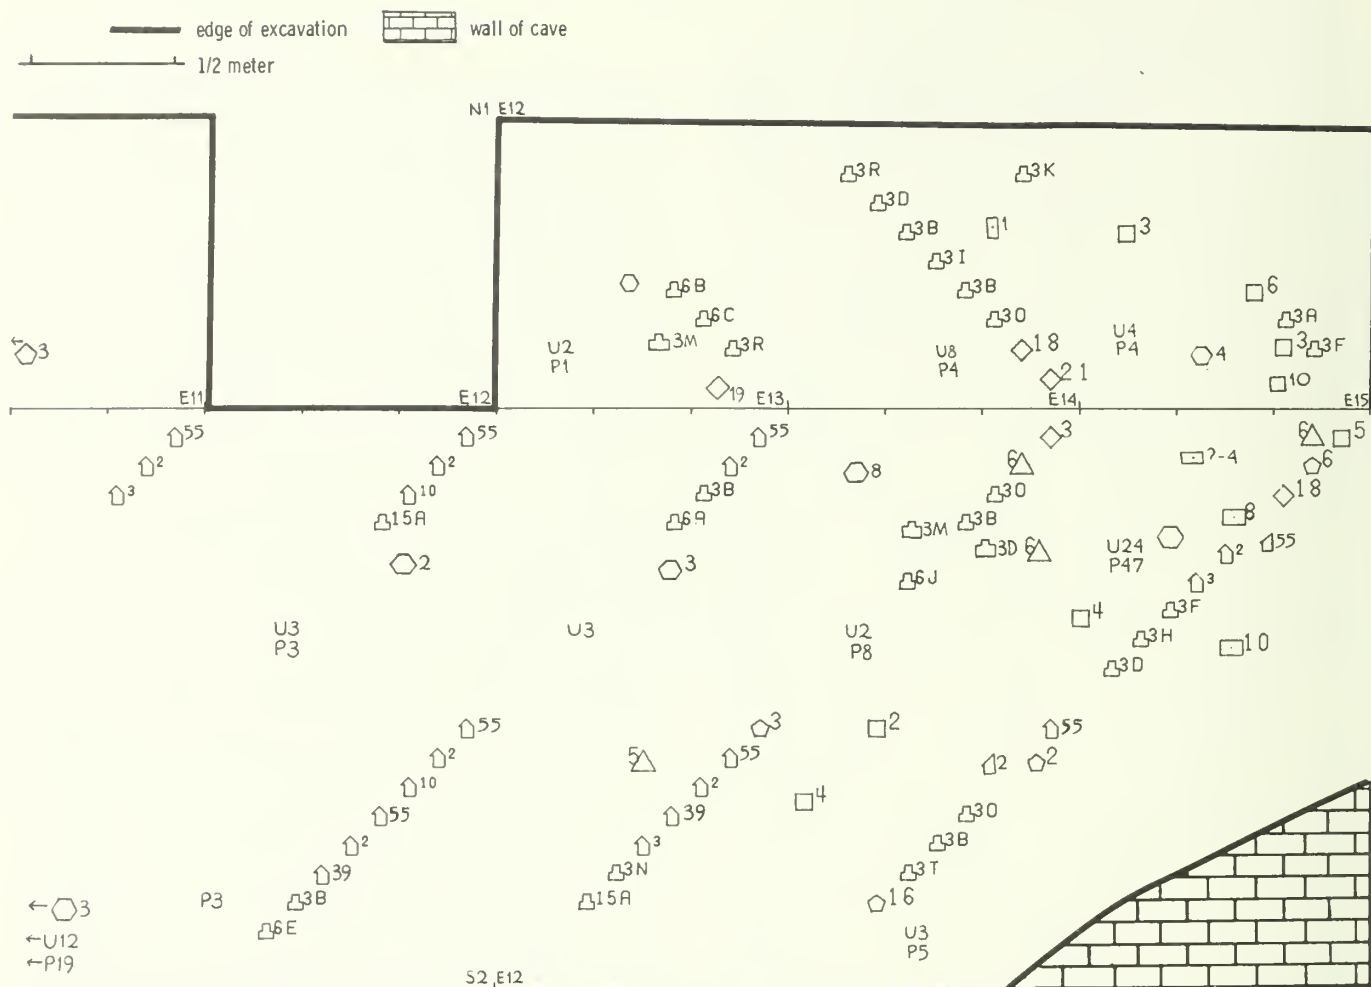 edge of excavation
wall of cave
1/2 meter
N1 E12
3R
3K
3D
3B
1
3
3I
6B
3B
6
6C
30
3A
3M
3R
U2
P1
U8
P4
18
U4
P4
4
3
3F
3
19
21
10
E11
E12
E13
E14
E15
55
55
55
3
6
5
2
2
2
8
6
?-4
6
3
10
3B
30
18
15A
6A
3M
3B
8
2
3
3D
6
U24
P47
2
55
6J
3
4
3F
U3
P3
U3
U2
P8
3H
10
3D
55
3
2
55
2
5
55
2
2
10
2
4
55
39
30
2
3
3B
39
3N
3T
3
P3
3B
15A
16
6E
U12
P19
U3
P5
S2 E12